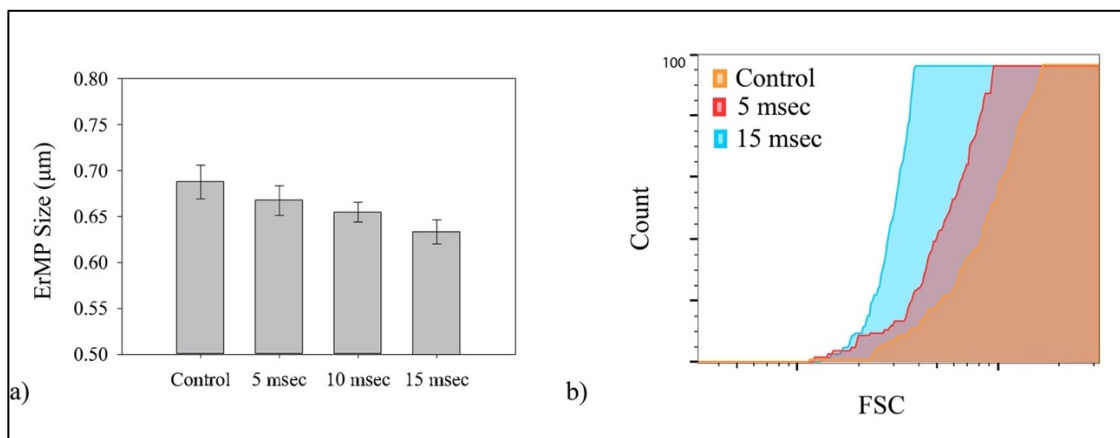 ErMP Size (μm)
0.80
0.75
0.70
0.65
0.60
0.55
0.50
Control 5 msec 10 msec 15 msec
a)
100
Control
5 msec
15 msec
Count
FSC
b)